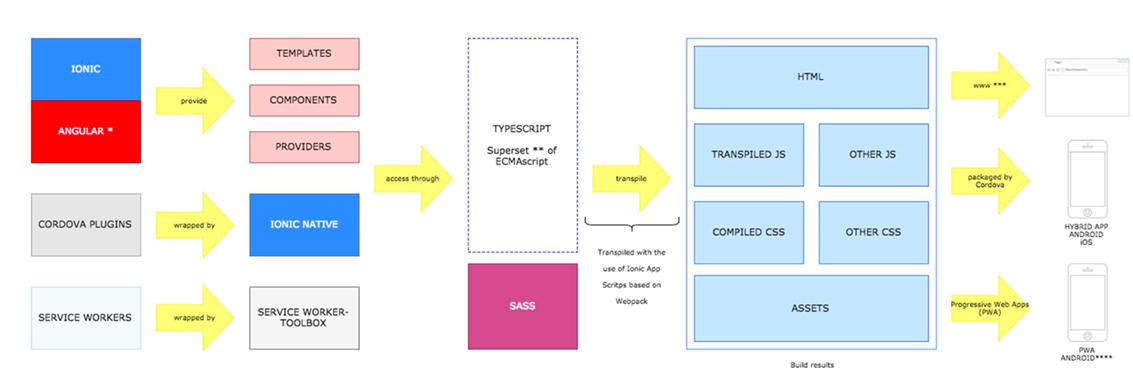 IONIC
ANGULAR *
provide
TEMPLATES
COMPONENTS
PROVIDERS
CORDOVA PLUGINS
wrapped by
IONIC NATIVE
SERVICE WORKERS
wrapped by
SERVICE WORKER-
TOOLBOX
access through
TYPESCRIPT
Superset ** of
ECMAscript
SASS
transpile
Transpiled with the
use of Ionic App
Scritps based on
Webpack
HTML
TRANSPILED JS
OTHER JS
COMPILED CSS
OTHER CSS
ASSETS
Build results
www ***
packaged by
Cordova
HYBRID APP
ANDROID
iOS
Progressive Web Apps
(PWA)
PWA
ANDROID****